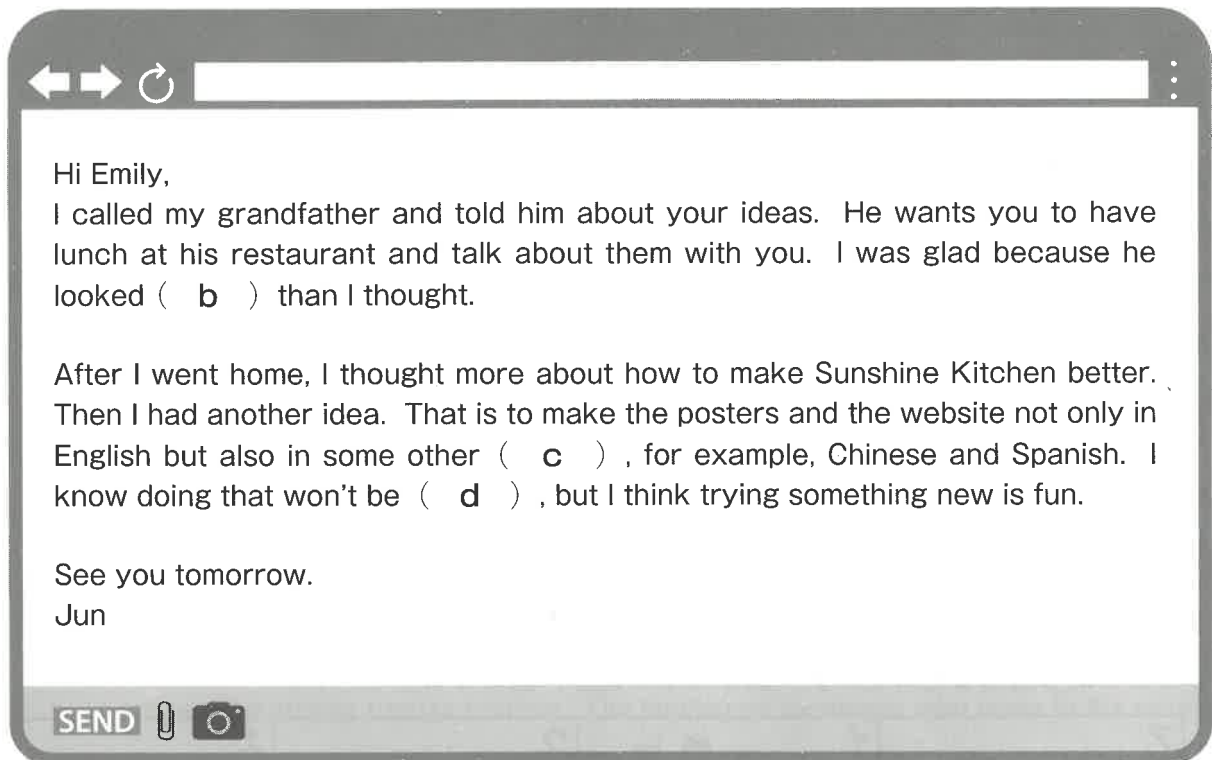 Hi Emily,
I called my grandfather and told him about your ideas. He wants you to have
lunch at his restaurant and talk about them with you. I was glad because he
looked ( b ) than I thought.
After I went home, I thought more about how to make Sunshine Kitchen better.
Then I had another idea. That is to make the posters and the website not only in
English but also in some other ( c ) , for example, Chinese and Spanish. I
know doing that won't be ( d ) , but I think trying something new is fun.
See you tomorrow.
Jun
SEND